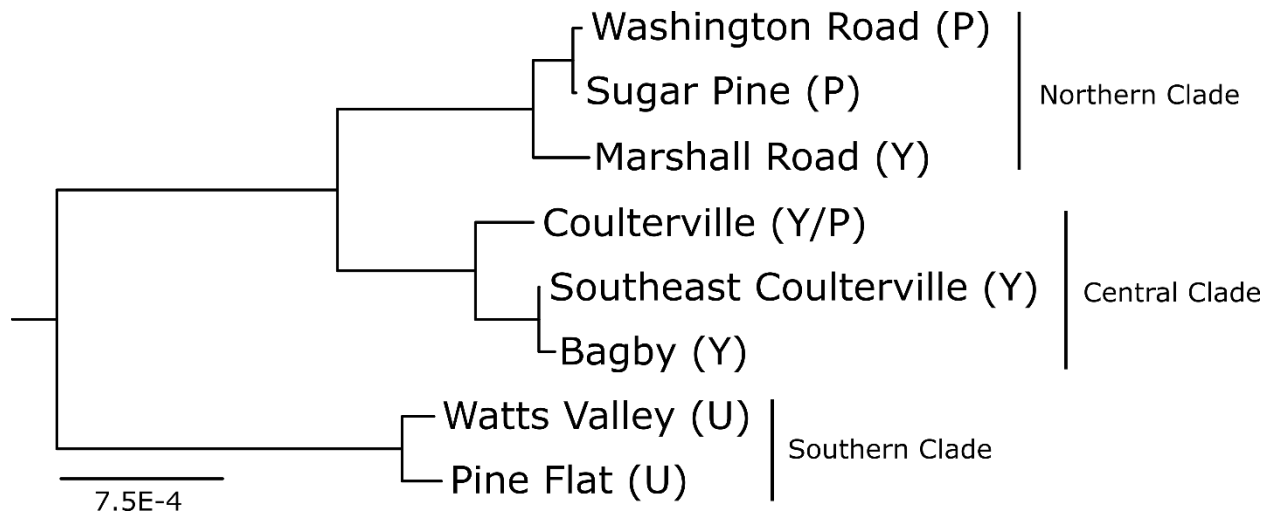 Washington Road (P)
Sugar Pine (P)
Northern Clade
Marshall Road (Y)
Coulterville (Y/P)
Southeast Coulterville (Y)
Central Clade
Bagby (Y)
Watts Valley (U)
Southern Clade
Pine Flat (U)
7.5E-4